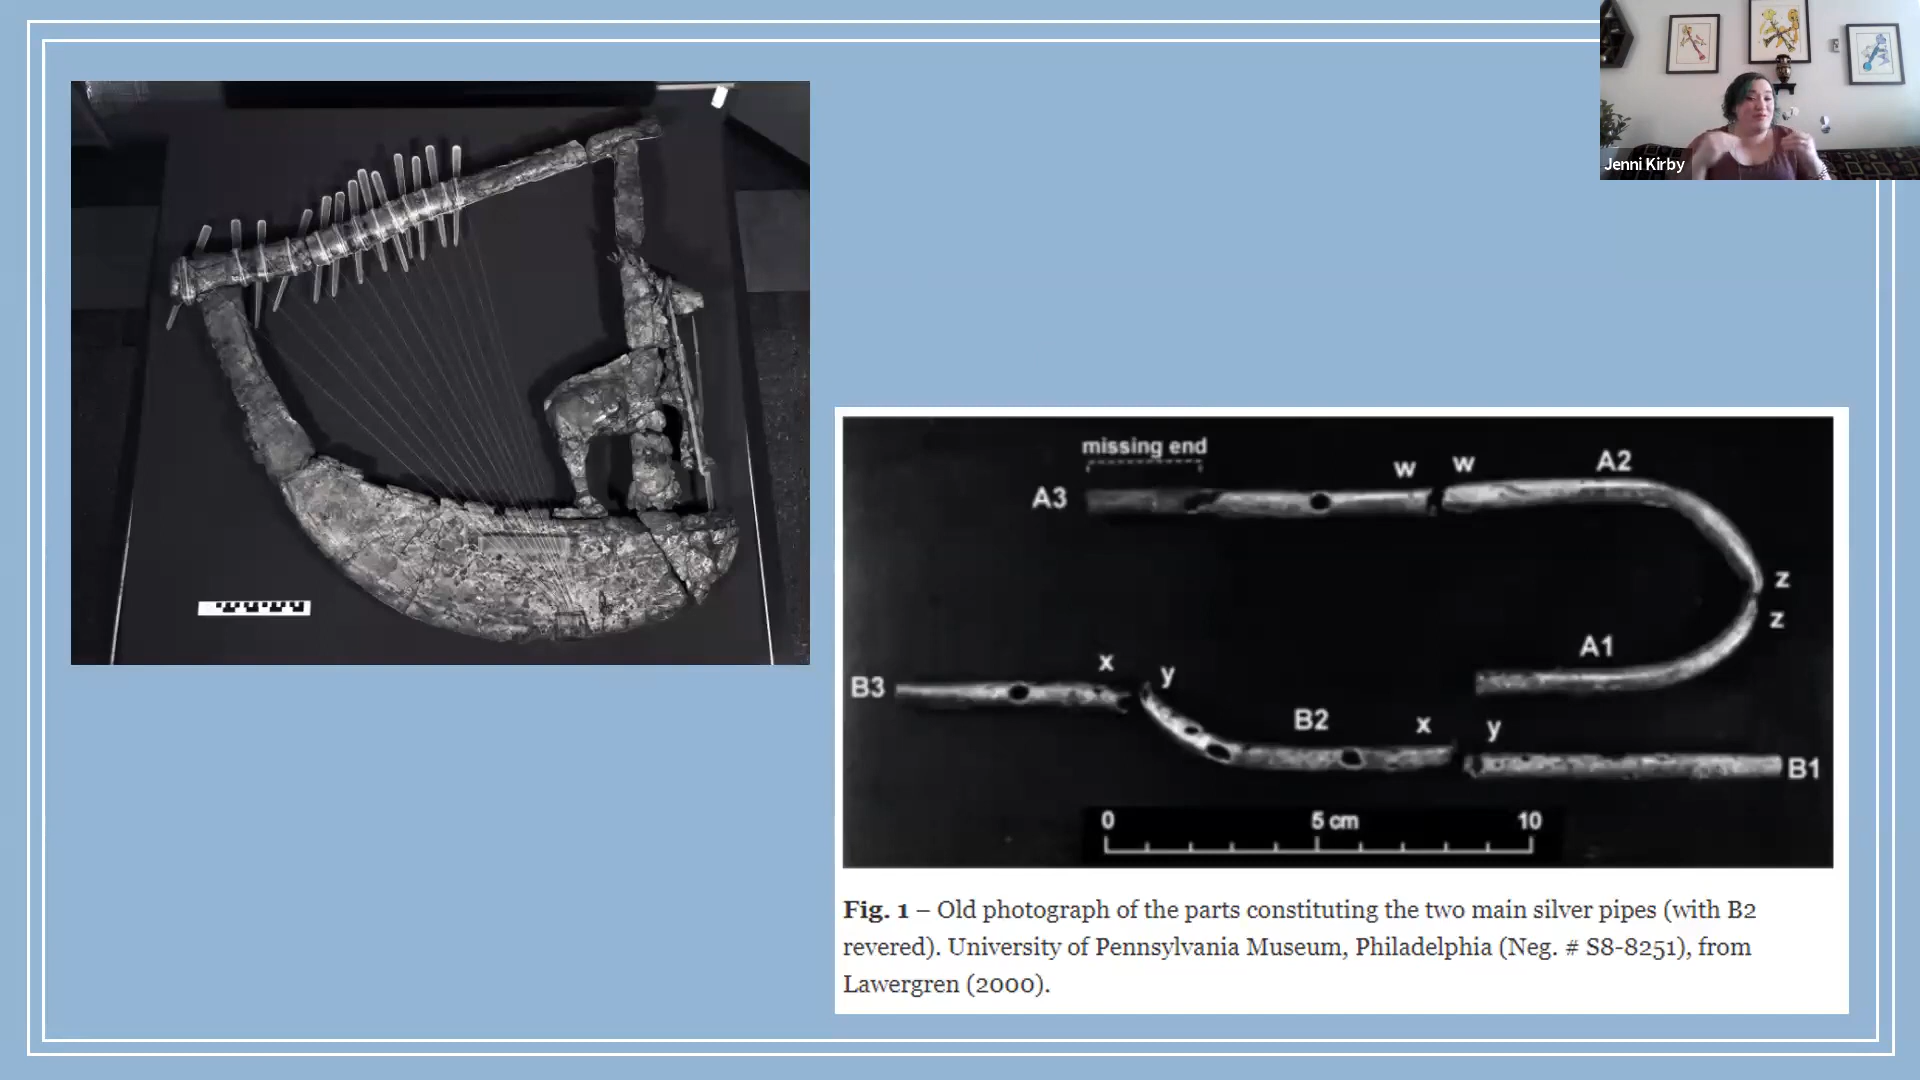 Jenni Kirby
missing end
A3
w
w
A2
z
z
A1
x
y
B3
B2
x
y
B1
0
5 cm
10
Fig. 1 – Old photograph of the parts constituting the two main silver pipes (with B2
revered). University of Pennsylvania Museum, Philadelphia (Neg. # S8-8251), from
Lawergren (2000).